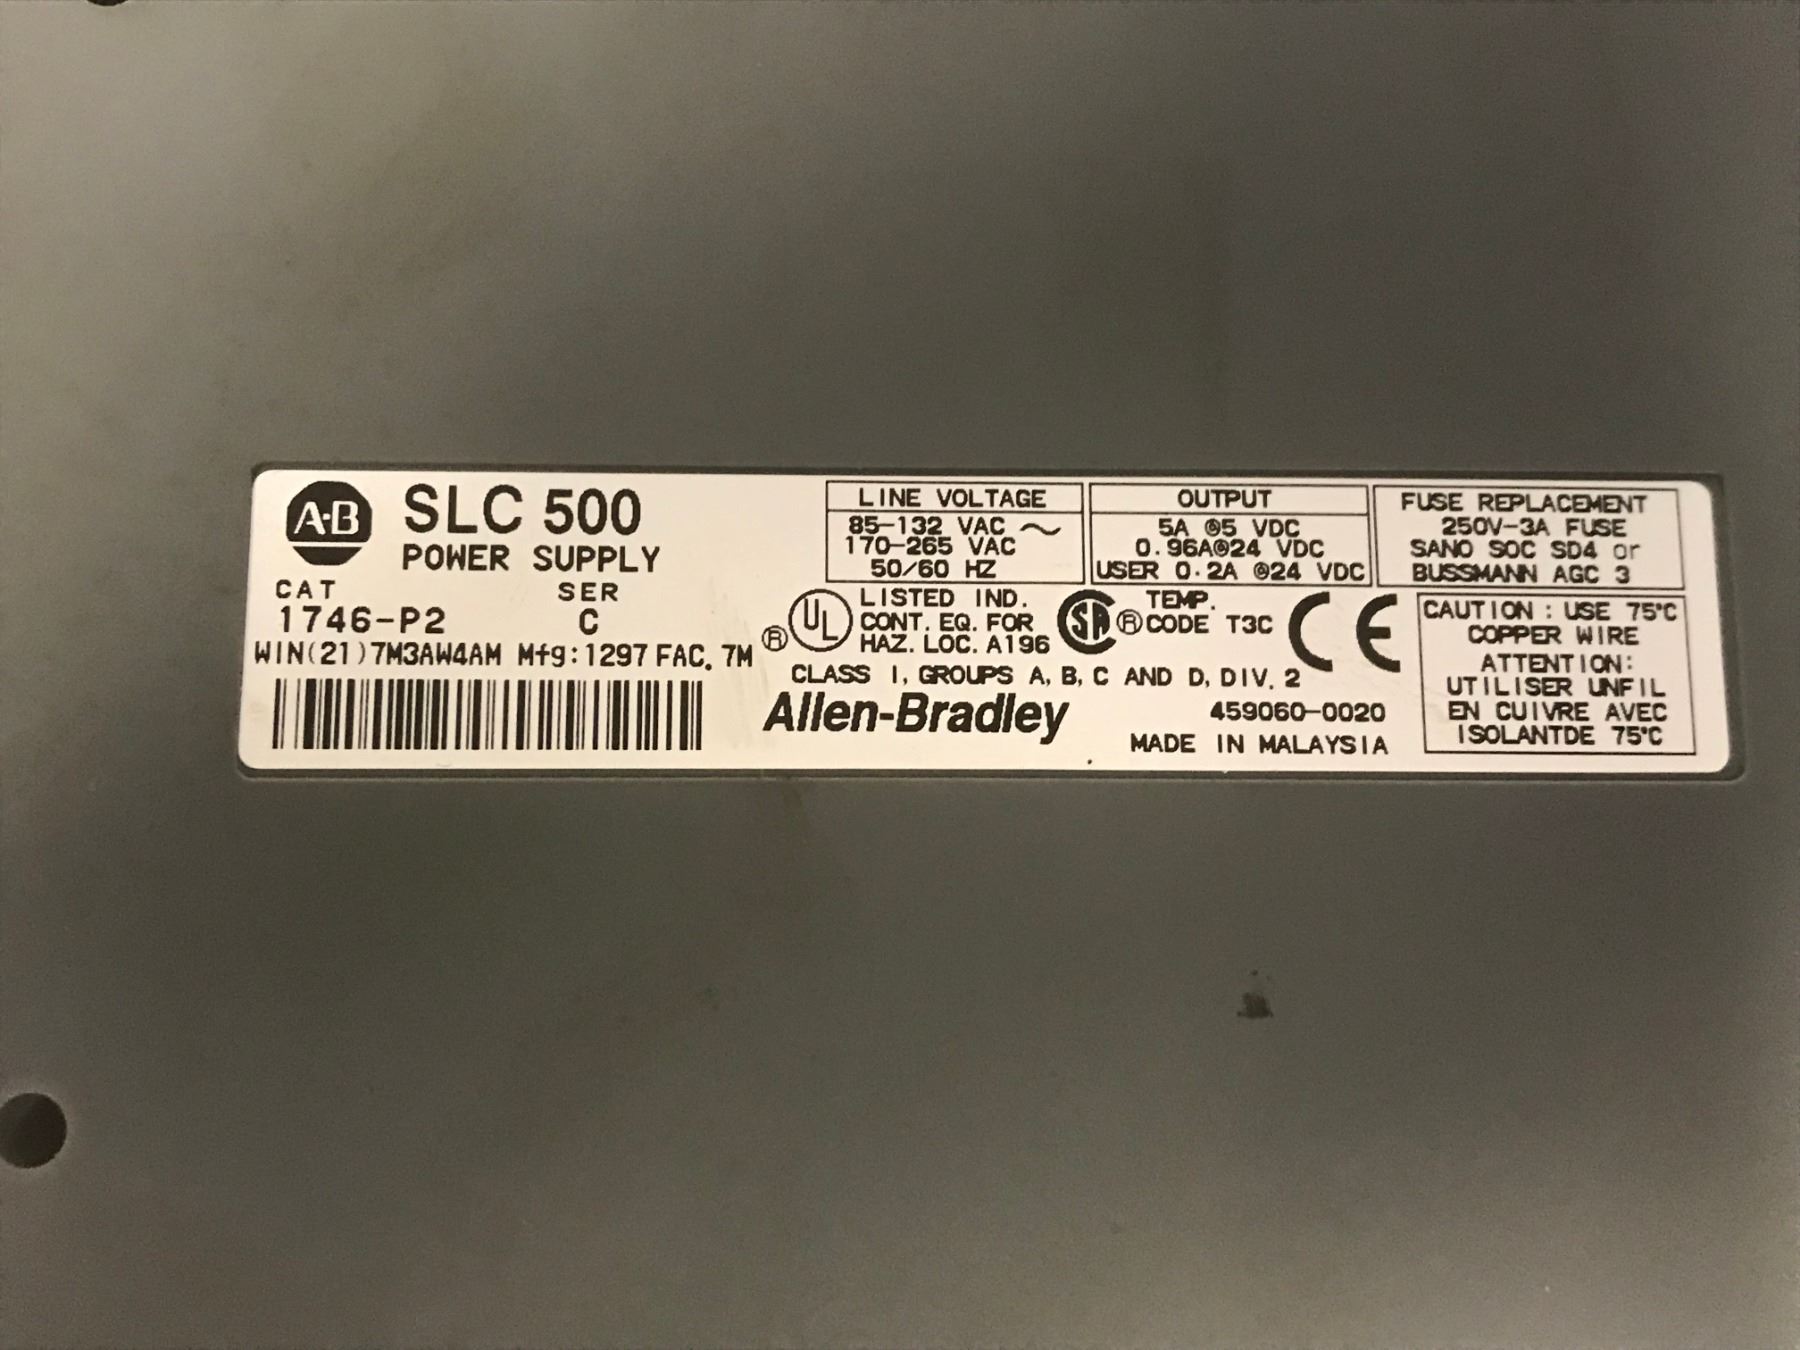 A-B SLC 500
POWER SUPPLY
CAT SER
1746-P2 C
WIN(21)7M3AW4AM Mfg:1297 FAC. 7M
LINE VOLTAGE
85-132 VAC ~
170-265 VAC
50/60 HZ
OUTPUT
5A @5 VDC
0.96A@24 VDC
USER 0.2A @24 VDC
FUSE REPLACEMENT
250V-3A FUSE
SANO SOC SD4 or
BUSSMANN AGC 3
® UL LISTED IND.
CONT. EQ. FOR
HAZ. LOC. A196
SA ® TEMP.
CODE T3C
CE
CLASS I, GROUPS A, B, C AND D, DIV. 2
Allen-Bradley
459060-0020
MADE IN MALAYSIA
CAUTION : USE 75°C
COPPER WIRE
ATTENTION:
UTILISER UNFIL
EN CUIVRE AVEC
ISOLANTDE 75°C